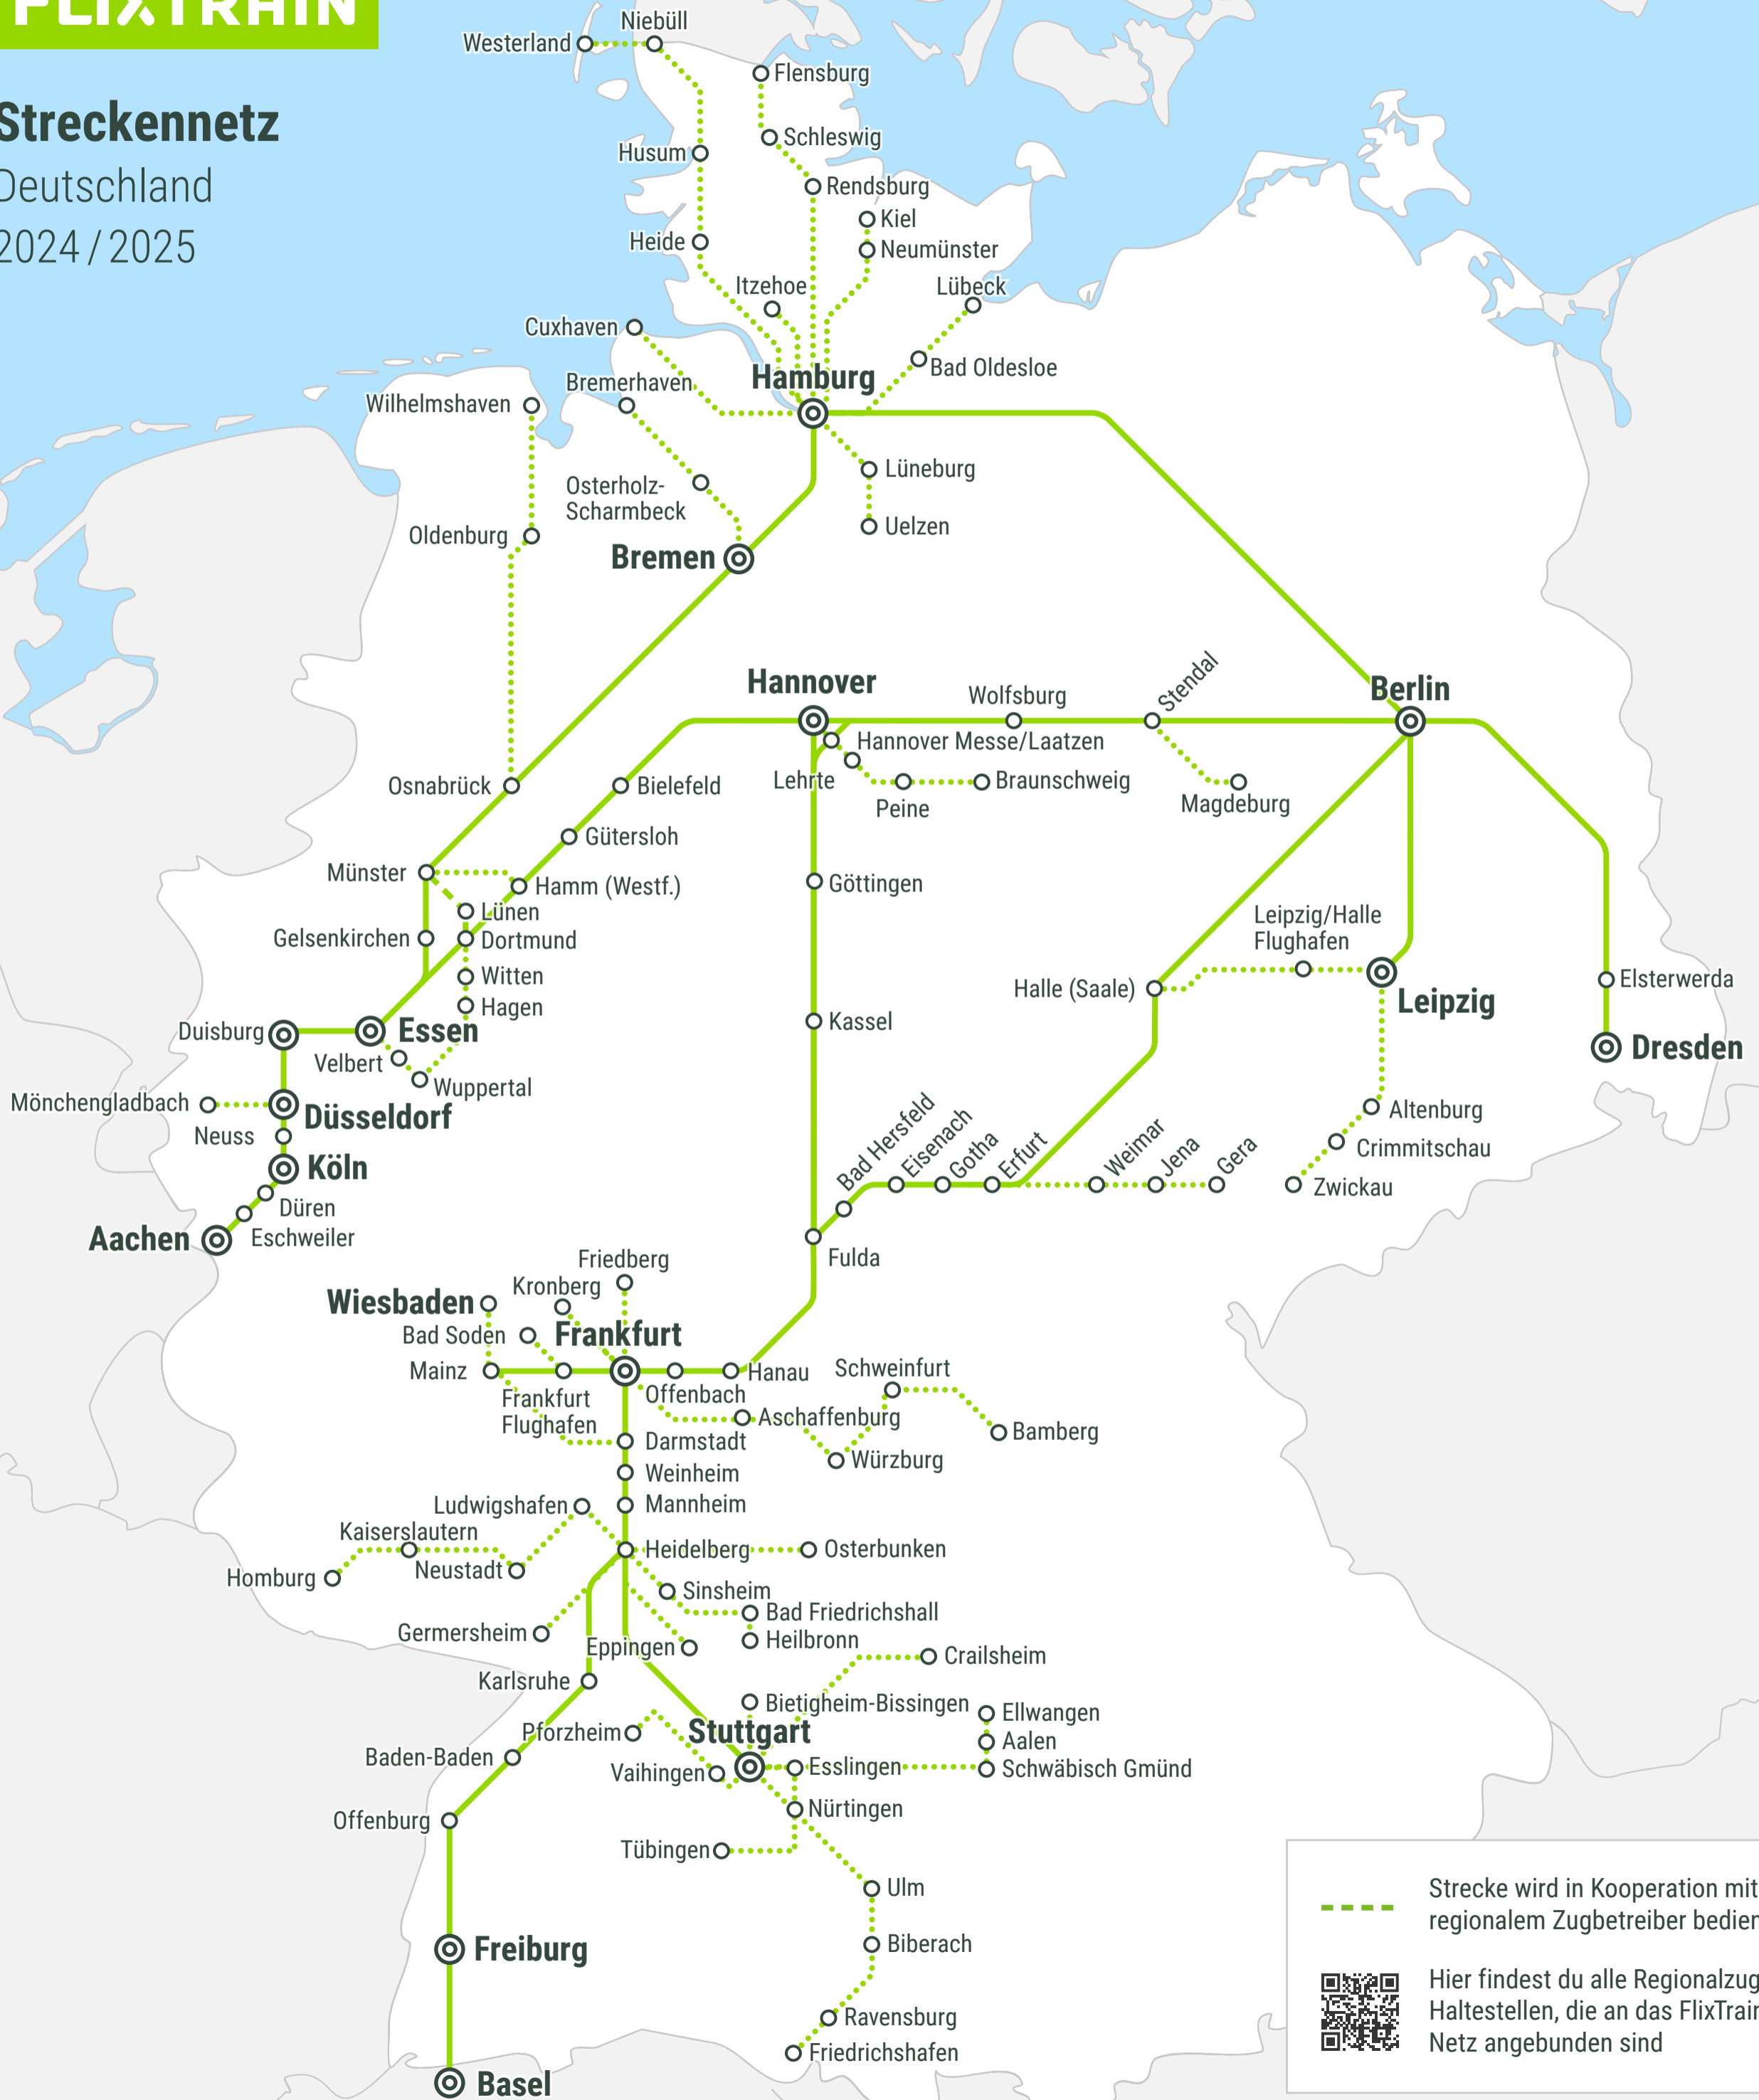 FLIXTRAIN
Streckennetz
Deutschland
2024/2025
Niebüll
Westerland
Flensburg
Schleswig
Husum
Rendsburg
Kiel
Heide
Neumünster
Itzehoe
Lübeck
Cuxhaven
Bad Oldesloe
Hamburg
Bremerhaven
Wilhelmshaven
Lüneburg
Osterholz-
Scharmbeck
Uelzen
Oldenburg
Bremen
Hannover
Wolfsburg
Stendal
Berlin
Hannover Messe/Laatzen
Lehrte
Peine
Braunschweig
Magdeburg
Osnabrück
Bielefeld
Gütersloh
Münster
Hamm (Westf.)
Göttingen
Lünen
Gelsenkirchen
Dortmund
Leipzig/Halle
Flughafen
Witten
Halle (Saale)
Elsterwerda
Leipzig
Hagen
Kassel
Duisburg
Essen
Dresden
Velbert
Wuppertal
Mönchengladbach
Düsseldorf
Neuss
Altenburg
Crimmitschau
Zwickau
Köln
Bad Hersfeld
Eisenach
Gotha
Erfurt
Weimar
Jena
Gera
Düren
Aachen
Eschweiler
Fulda
Friedberg
Kronberg
Wiesbaden
Bad Soden
Frankfurt
Mainz
Hanau
Schweinfurt
Frankfurt
Flughafen
Offenbach
Aschaffenburg
Bamberg
Darmstadt
Würzburg
Weinheim
Ludwigshafen
Mannheim
Kaiserslautern
Heidelberg
Osterbunken
Neustadt
Homburg
Sinsheim
Bad Friedrichshall
Germersheim
Eppingen
Heilbronn
Crailsheim
Karlsruhe
Bietigheim-Bissingen
Ellwangen
Pforzheim
Stuttgart
Aalen
Baden-Baden
Vaihingen
Esslingen
Schwäbisch Gmünd
Nürtingen
Offenburg
Tübingen
Ulm
Biberach
Freiburg
Ravensburg
Friedrichshafen
Basel
Strecke wird in Kooperation mit
regionalem Zugbetreiber bedien
Hier findest du alle Regionalzug
Haltestellen, die an das FlixTrain
Netz angebunden sind